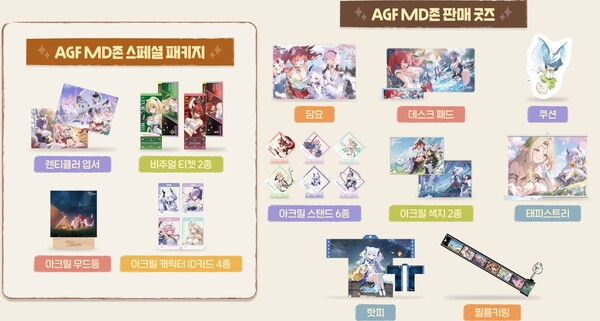 AGF MD존 스페셜 패키지
렌티큘러 엽서
비주얼 티켓 2종
아크릴 무드등
아크릴 캐릭터 ID카드 4종
AGF MD존 판매 굿즈
담요
데스크 패드
쿠션
아크릴 스탠드 6종
아크릴 색지 2종
태피스트리
핫피
필름키링